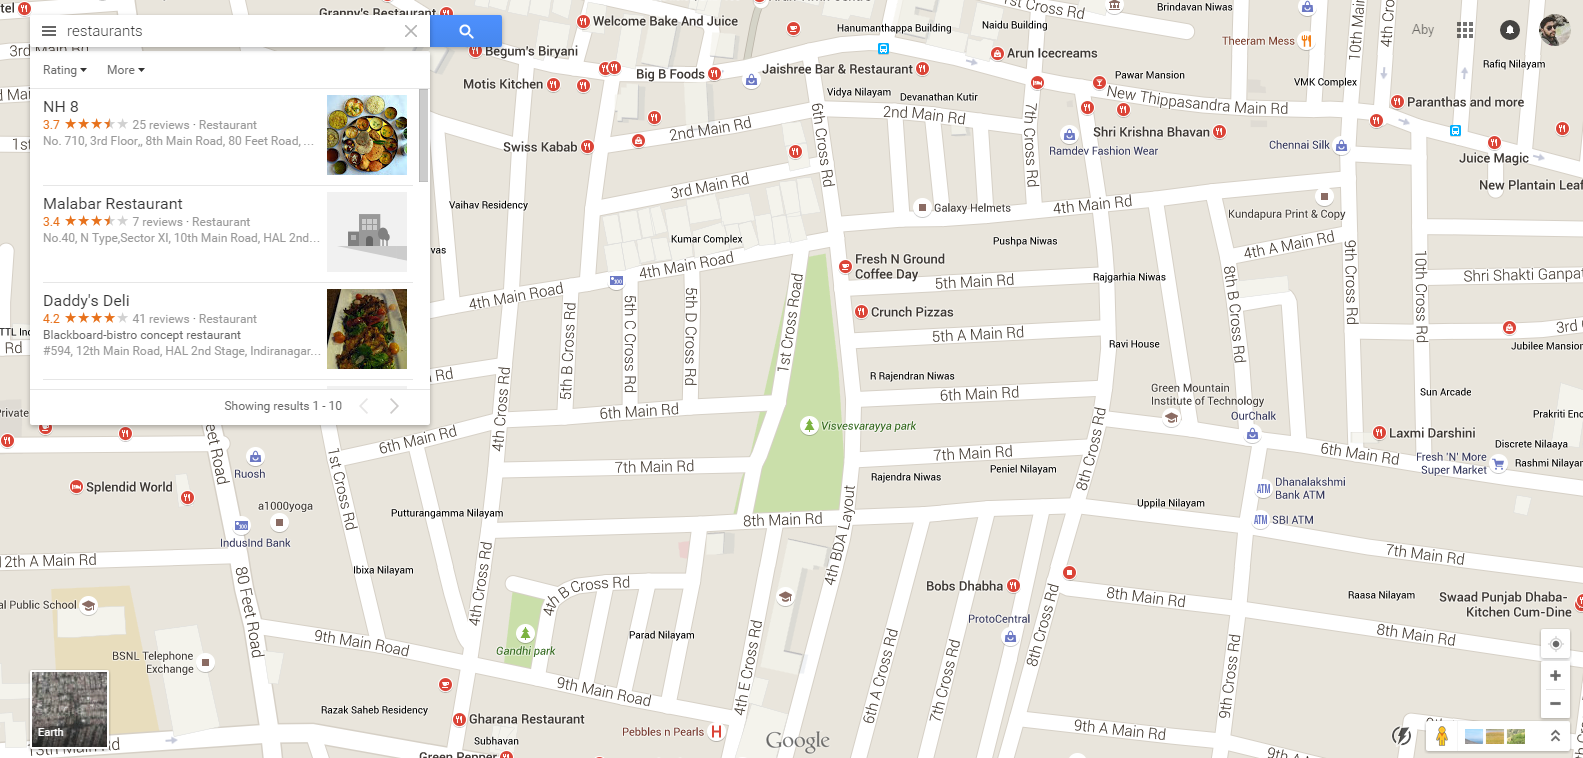 restaurants
Rating
More
NH 8
3.7 25 reviews · Restaurant
No. 710, 3rd Floor,, 8th Main Road, 80 Feet Road, ...
Malabar Restaurant
3.4 7 reviews · Restaurant
No.40, N Type,Sector XI, 10th Main Road, HAL 2nd...
Daddy's Deli
4.2 41 reviews · Restaurant
Blackboard-bistro concept restaurant
#594, 12th Main Road, HAL 2nd Stage, Indiranagar...
Showing results 1 - 10
Aby
Welcome Bake And Juice
Hanumanthappa Building
Naidu Building
1st Cross Rd
Brindavan Niwas
Theeram Mess
10th Main Rd
4th Cross Rd
Rafiq Nilayam
Begum's Biryani
Motis Kitchen
Big B Foods
Jaishree Bar & Restaurant
Arun Icecreams
Pawar Mansion
VMK Complex
Vidya Nilayam
Devanathan Kutir
New Thippasandra Main Rd
Paranthas and more
2nd Main Rd
2nd Main Rd
6th Cross Rd
7th Cross Rd
Shri Krishna Bhavan
Ramdev Fashion Wear
Chennai Silk
Juice Magic
New Plantain Leaf
Swiss Kabab
3rd Main Rd
Vaihav Residency
Galaxy Helmets
4th Main Rd
Kundapura Print & Copy
4th A Main Rd
Kumar Complex
4th Main Road
4th Main Road
Pushpa Niwas
Fresh N Ground
Coffee Day
5th Main Rd
Rajgarhia Niwas
Shri Shakti Ganpat
Crunch Pizzas
5th A Main Rd
Ravi House
8th B Cross Rd
9th Cross Rd
10th Cross Rd
Jubilee Mansion
5th B Cross Rd
5th C Cross Rd
5th D Cross Rd
1st Cross Road
4th Cross Rd
R Rajendran Niwas
6th Main Rd
6th Main Rd
6th Main Rd
Green Mountain
Institute of Technology
OurChalk
Sun Arcade
Prakriti Enc
Visvesvarayya park
Laxmi Darshini
6th Main Rd
Discrete Nilaaya
Fresh 'N' More
Super Market
Rashmi Nilayam
7th Main Rd
7th Main Rd
Rajendra Niwas
Peniel Nilayam
8th Cross Rd
Dhanalakshmi
Bank ATM
ATM
SBI ATM
ATM
Uppila Nilayam
Ruosh
Splendid World
80 Feet Road
1st Cross Rd
a1000yoga
IndusInd Bank
Putturangamma Nilyam
8th Main Rd
4th BDA Layout
7th Main Rd
12th A Main Rd
Ibixa Nilayam
4th Cross Rd
4th B Cross Rd
Bobs Dhabha
8th Main Rd
Raasa Nilayam
Swaad Punjab Dhaba-
Kitchen Cum-Dine
al Public School
80 Feet Road
Parad Nilayam
ProtoCentral
8th Main Rd
9th Main Road
Gandhi park
BSNL Telephone
Exchange
9th Main Road
4th E Cross Rd
6th A Cross Rd
7th Cross Rd
8th Cross Rd
9th Cross Rd
Razak Saheb Residency
Gharana Restaurant
Subhavan
Green Pepper
Pebbles n Pearls
Google
9th A Main Rd
Earth
13th Main Rd